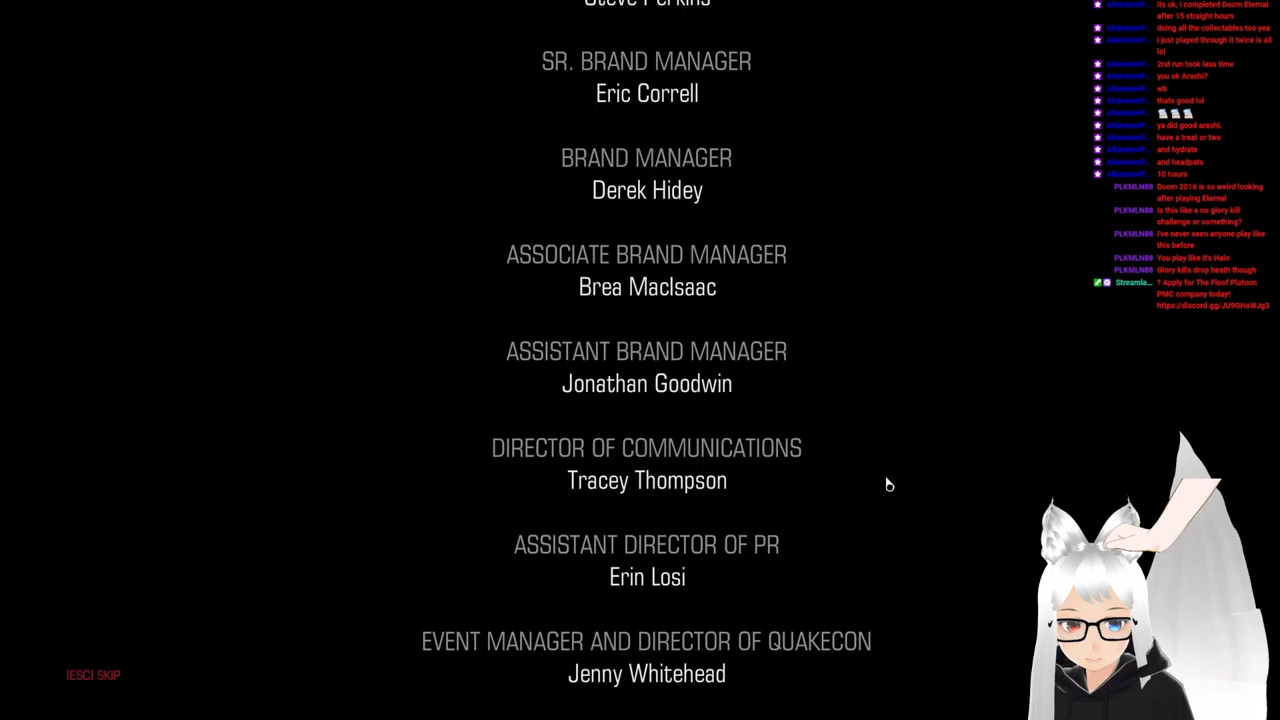 Steve Perkins
SR. BRAND MANAGER
Eric Correll
BRAND MANAGER
Derek Hidey
ASSOCIATE BRAND MANAGER
Brea MacIsaac
ASSISTANT BRAND MANAGER
Jonathan Goodwin
DIRECTOR OF COMMUNICATIONS
Tracey Thompson
ASSISTANT DIRECTOR OF PR
Erin Losi
EVENT MANAGER AND DIRECTOR OF QUAKECON
Jenny Whitehead
[ESC] SKIP
its ok, i completed Doom Eternal
after 15 straight hours
doing all the collectables too yea
i just played through it twice is all
lol
2nd run took less time
you ok Arashi?
wb
thats good lol
ya did good arashi.
have a treat or two
and hydrate
and headpats
10 hours
PLKMLN88 Doom 2016 is so weird looking
after playing Eternal
PLKMLN88 Is this like a no glory kill
challenge or something?
PLKMLN88 I've never seen anyone play like
this before
PLKMLN88 You play like it's Halo
PLKMLN88 Glory kills drop heath though
Streamla... ? Apply for The Floof Platoon
PMC company today!
https://discord.gg/JU9GHaWJg3